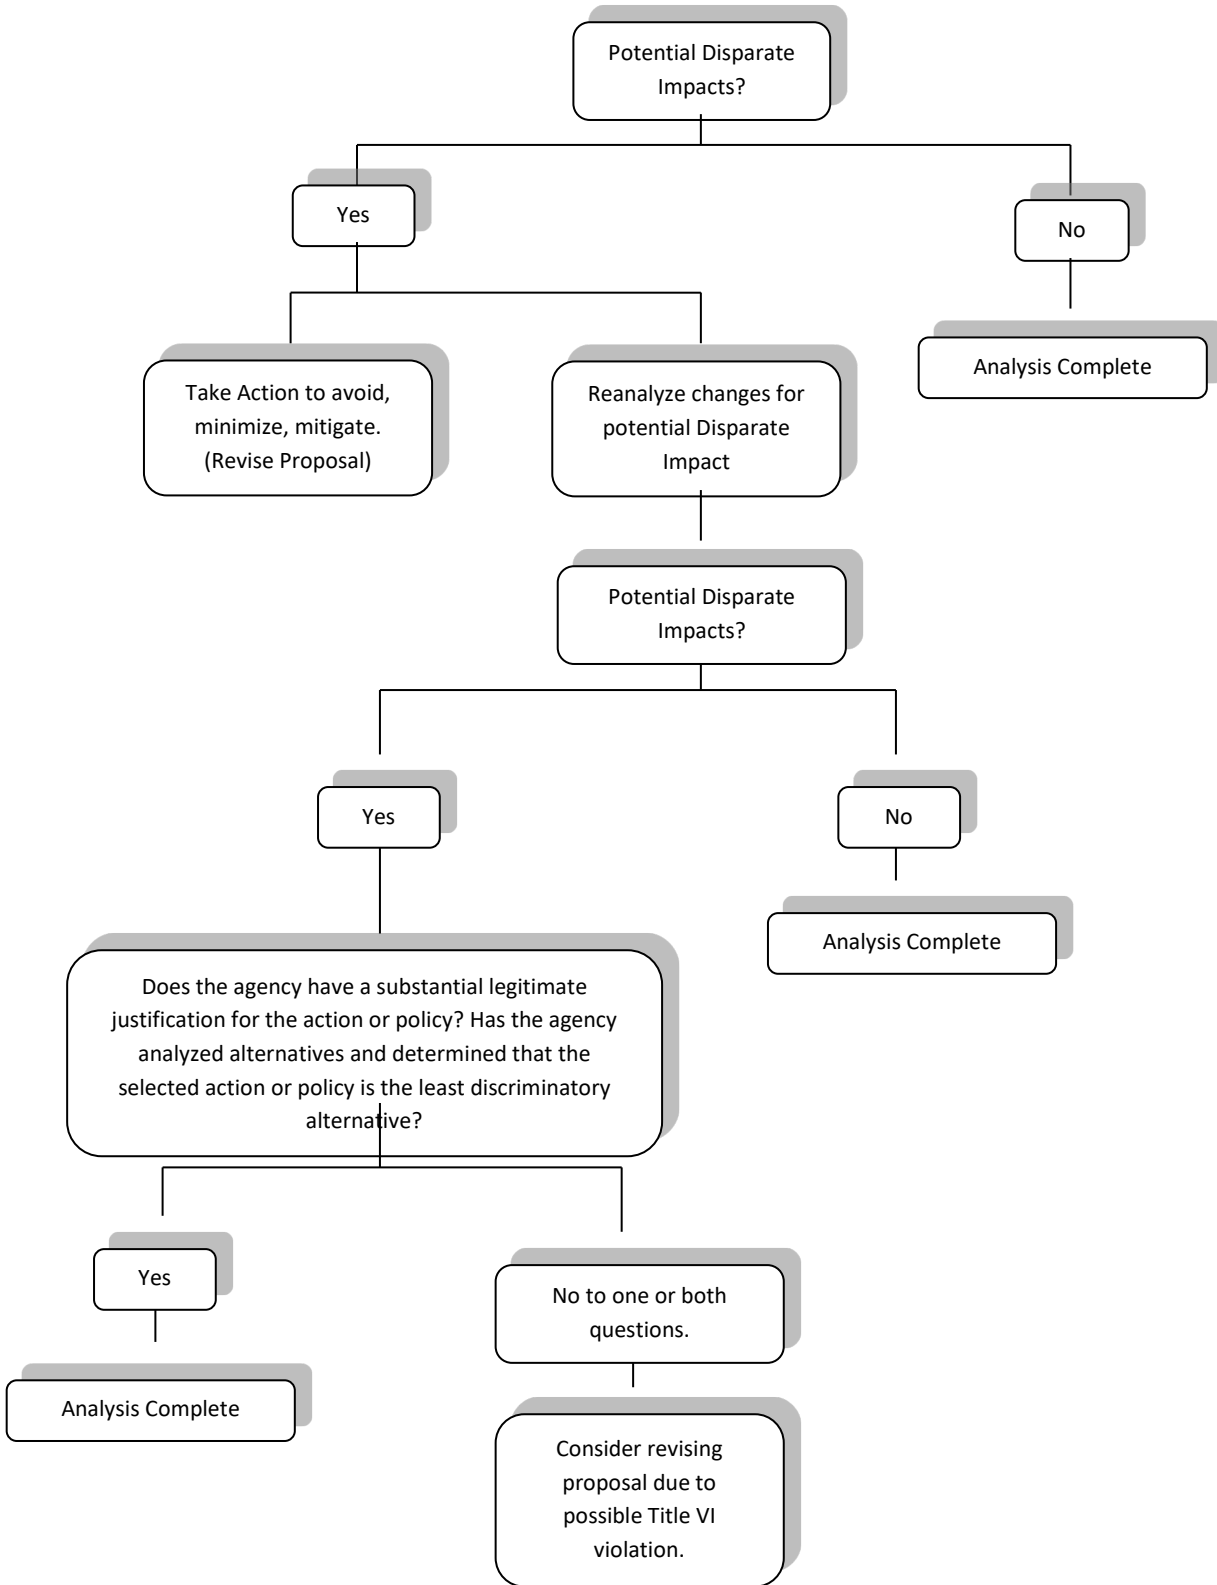 Potential Disparate
Impacts?
Yes
No
Take Action to avoid,
minimize, mitigate.
(Revise Proposal)
Reanalyze changes for
potential Disparate
Impact
Analysis Complete
Potential Disparate
Impacts?
Yes
No
Analysis Complete
Does the agency have a substantial legitimate
justification for the action or policy? Has the agency
analyzed alternatives and determined that the
selected action or policy is the least discriminatory
alternative?
Yes
No to one or both
questions.
Analysis Complete
Consider revising
proposal due to
possible Title VI
violation.